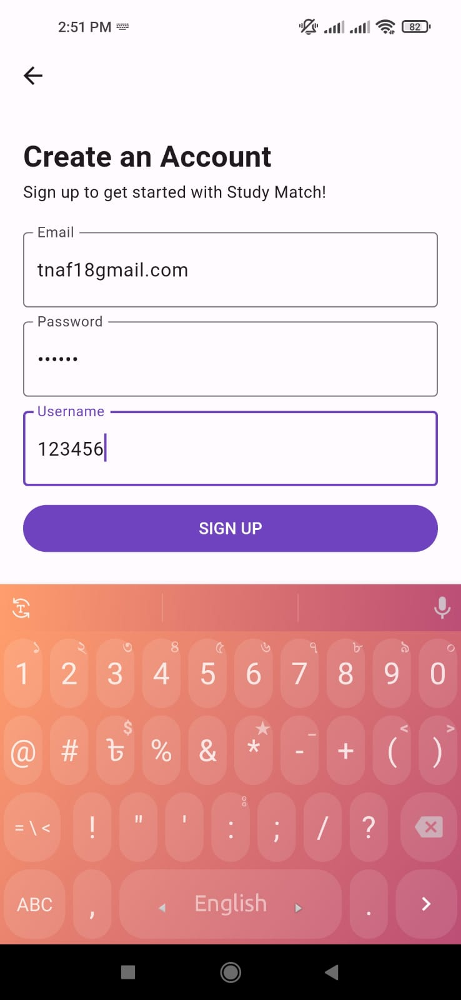 2:51 PM
82
Create an Account
Sign up to get started with Study Match!
Email
tnaf18gmail.com
Password
••••••
Username
123456
SIGN UP
১ ২ ৩ ৪ ৫ ৬ ৭ ৮ ৯ ০
1 2 3 4 5 6 7 8 9 0
$ ★ _ < >
@ # ৳ % & * - + ( )
ঃ
= \ < ! " ' : ; / ?
ABC , English .